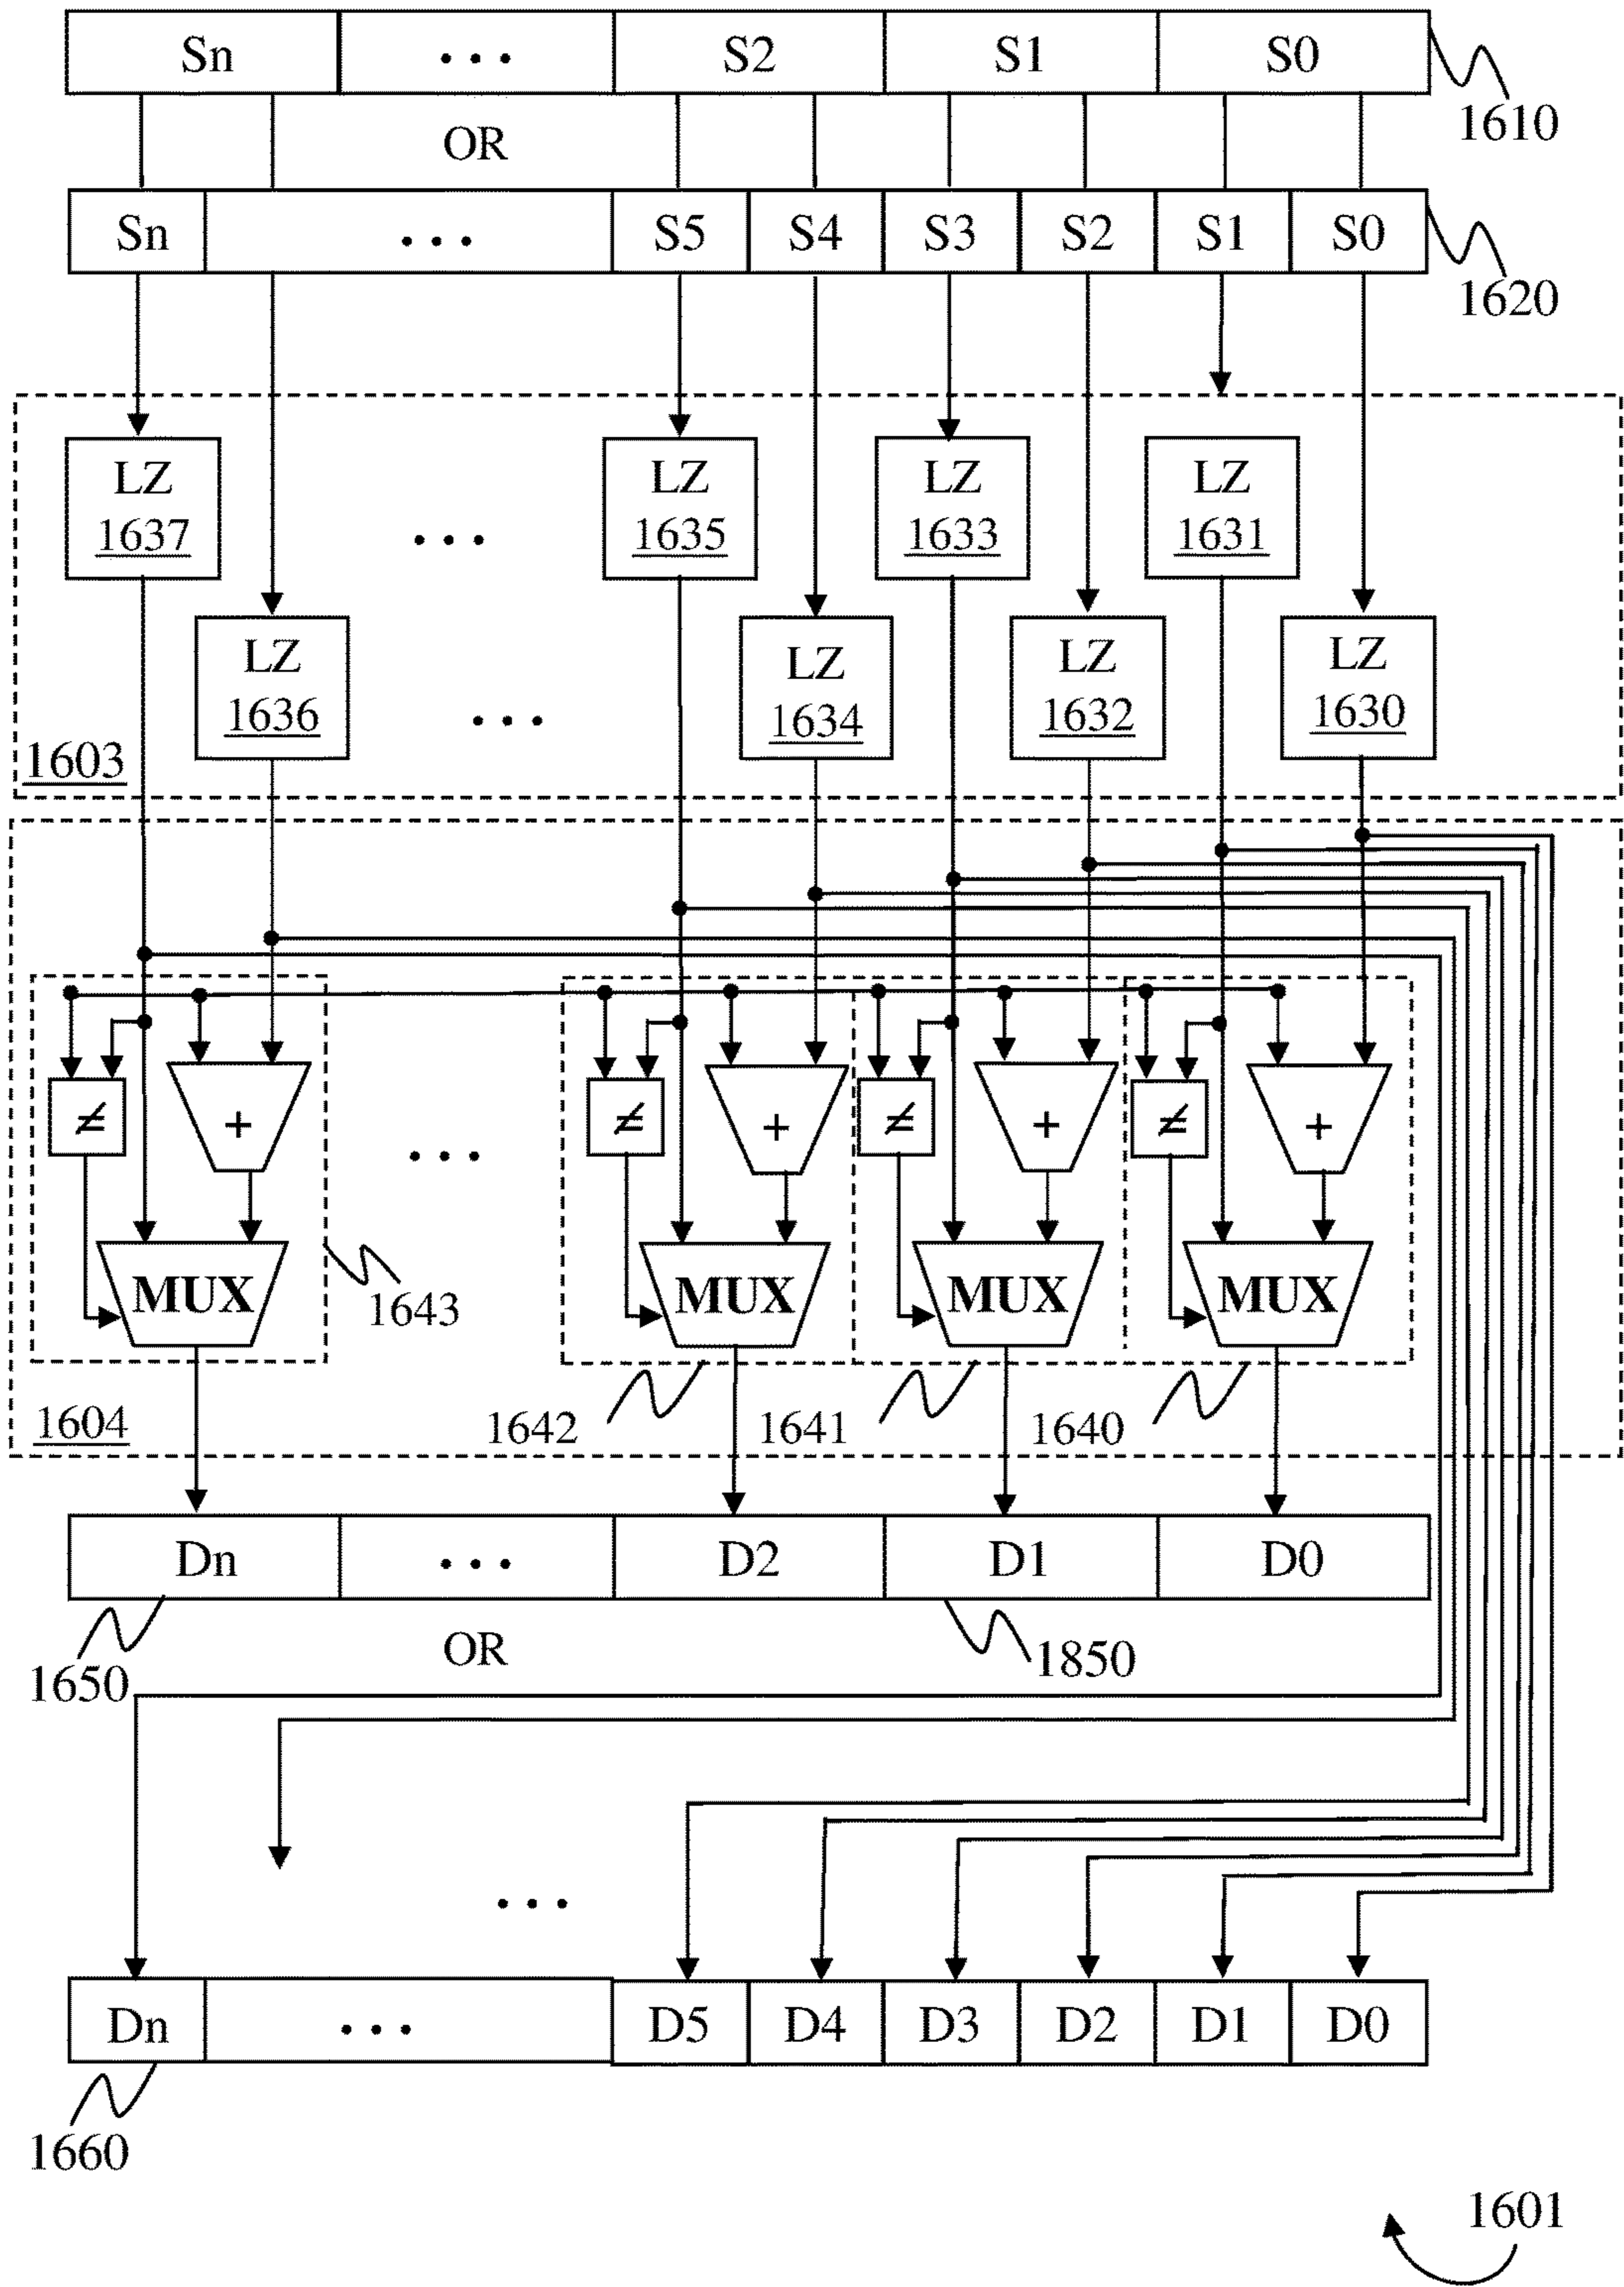 Sn ... S2 S1 S0
1610
OR
Sn ... S5 S4 S3 S2 S1 S0
1620
LZ LZ LZ LZ
1637 ... 1635 1633 1631
LZ LZ LZ LZ
1636 ... 1634 1632 1630
1603
≠ + ... ≠ + ≠ + ≠ +
MUX MUX MUX MUX
1643
1604 1642 1641 1640
Dn ... D2 D1 D0
1650 OR 1850
...
Dn ... D5 D4 D3 D2 D1 D0
1660
1601